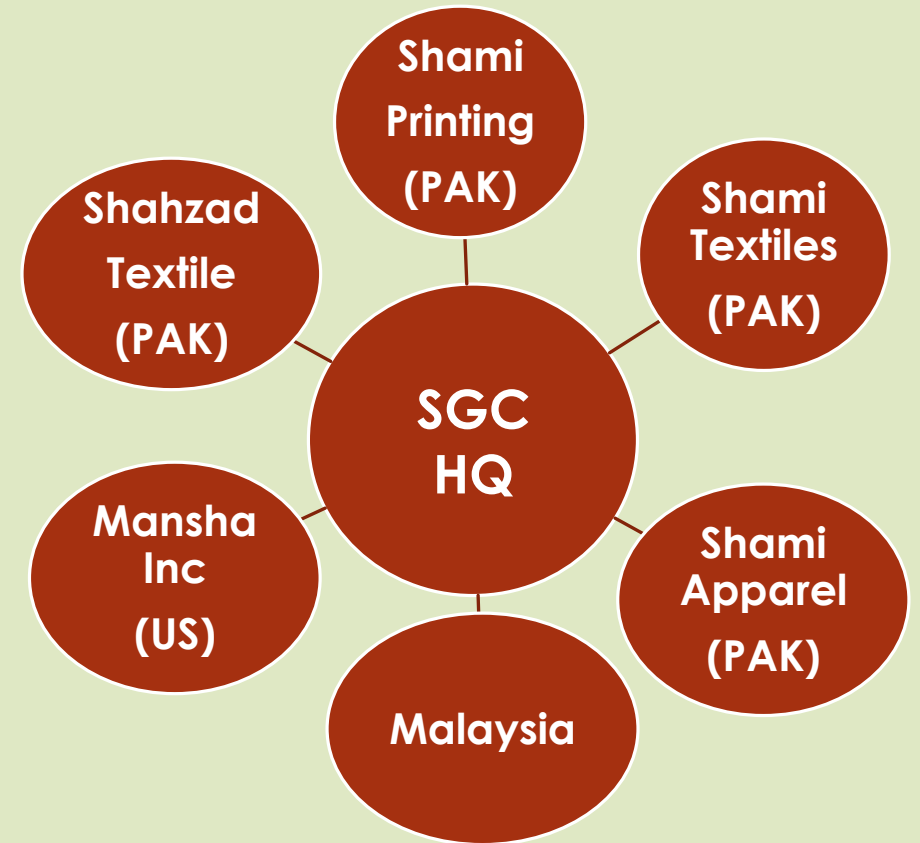 Shami
Printing
(PAK)
Shami
Textiles
(PAK)
Shami
Apparel
(PAK)
Malaysia
Mansha
Inc
(US)
Shahzad
Textile
(PAK)
SGC
HQ